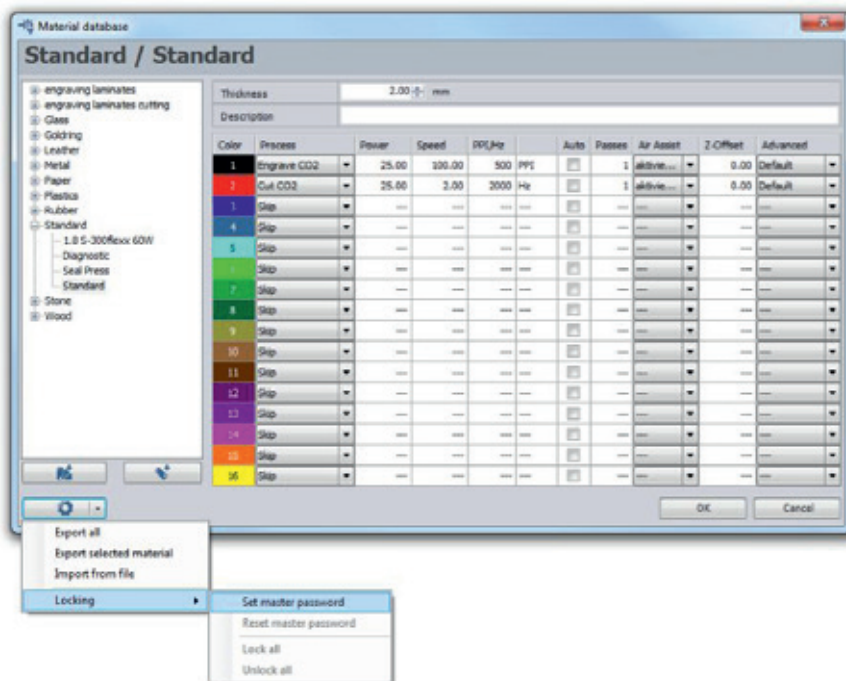 Material database
Standard / Standard
engraving laminates
engraving laminates cutting
Glass
Goldring
Leather
Metal
Paper
Plastics
Rubber
Standard
1.8 S-300flexx 60W
Diagnostic
Seal Press
Standard
Stone
Wood
Thickness 2.00 mm
Description
Color Process Power Speed PPI/Hz Auto Passes Air Assist Z-Offset Advanced
1 Engrave CO2 25.00 100.00 500 PPI 1 aktivie... 0.00 Default
2 Cut CO2 25.00 2.00 2000 Hz 1 aktivie... 0.00 Default
3 Skip --- --- --- --- --- --- --- ---
4 Skip --- --- --- --- --- --- --- ---
5 Skip --- --- --- --- --- --- --- ---
6 Skip --- --- --- --- --- --- --- ---
7 Skip --- --- --- --- --- --- --- ---
8 Skip --- --- --- --- --- --- --- ---
9 Skip --- --- --- --- --- --- --- ---
10 Skip --- --- --- --- --- --- --- ---
11 Skip --- --- --- --- --- --- --- ---
12 Skip --- --- --- --- --- --- --- ---
13 Skip --- --- --- --- --- --- --- ---
14 Skip --- --- --- --- --- --- --- ---
15 Skip --- --- --- --- --- --- --- ---
16 Skip --- --- --- --- --- --- --- ---
OK Cancel
Export all
Export selected material
Import from file
Locking
Set master password
Reset master password
Lock all
Unlock all